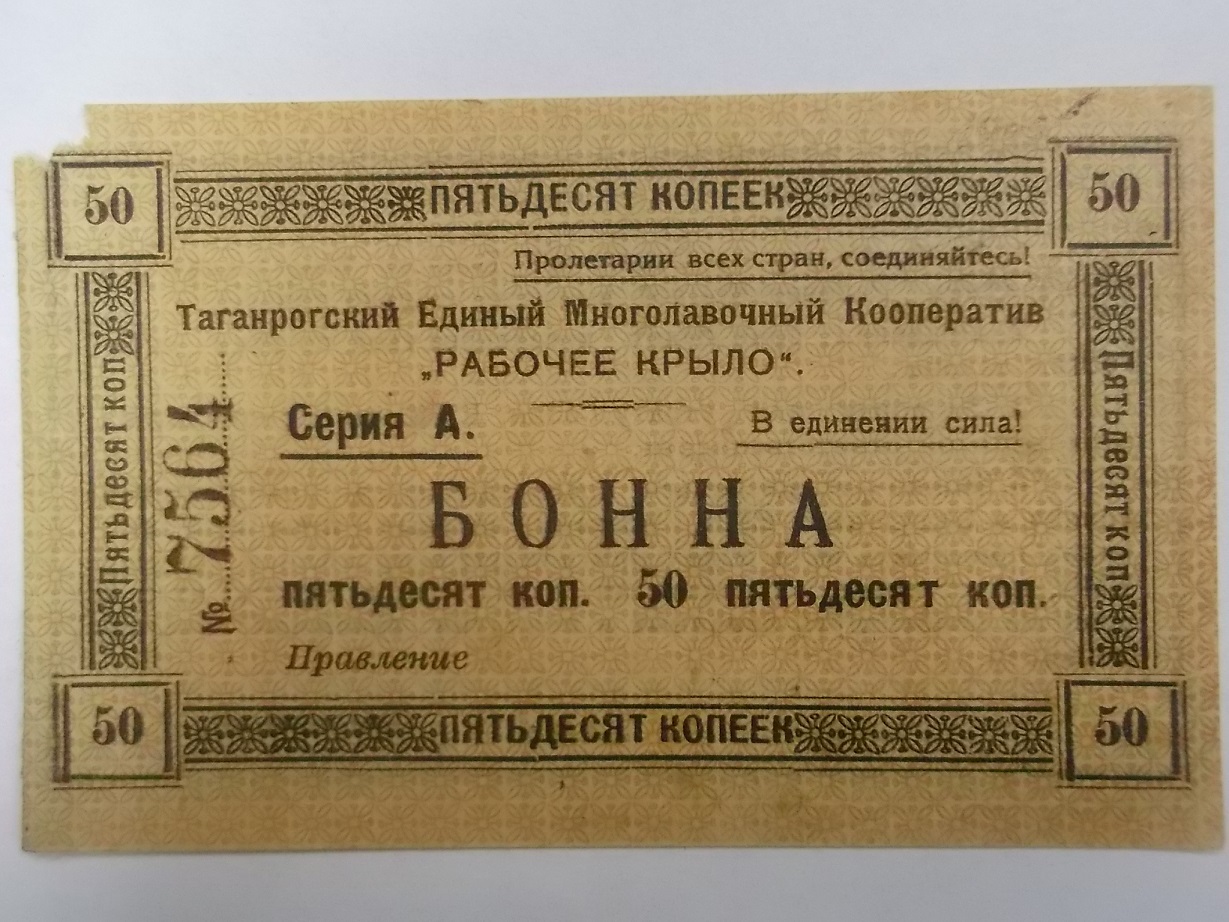 50 ПЯТЬДЕСЯТ КОПЕЕК 50
Пролетарии всех стран, соединяйтесь!
Таганрогский Единый Многолавочный Кооператив
„РАБОЧЕЕ КРЫЛО“.
Серия А.
В единении сила!
БОННА
пятьдесят коп. 50 пятьдесят коп.
Правление
№ 7564
Пятьдесят коп
Пятьдесят коп
50 ПЯТЬДЕСЯТ КОПЕЕК 50